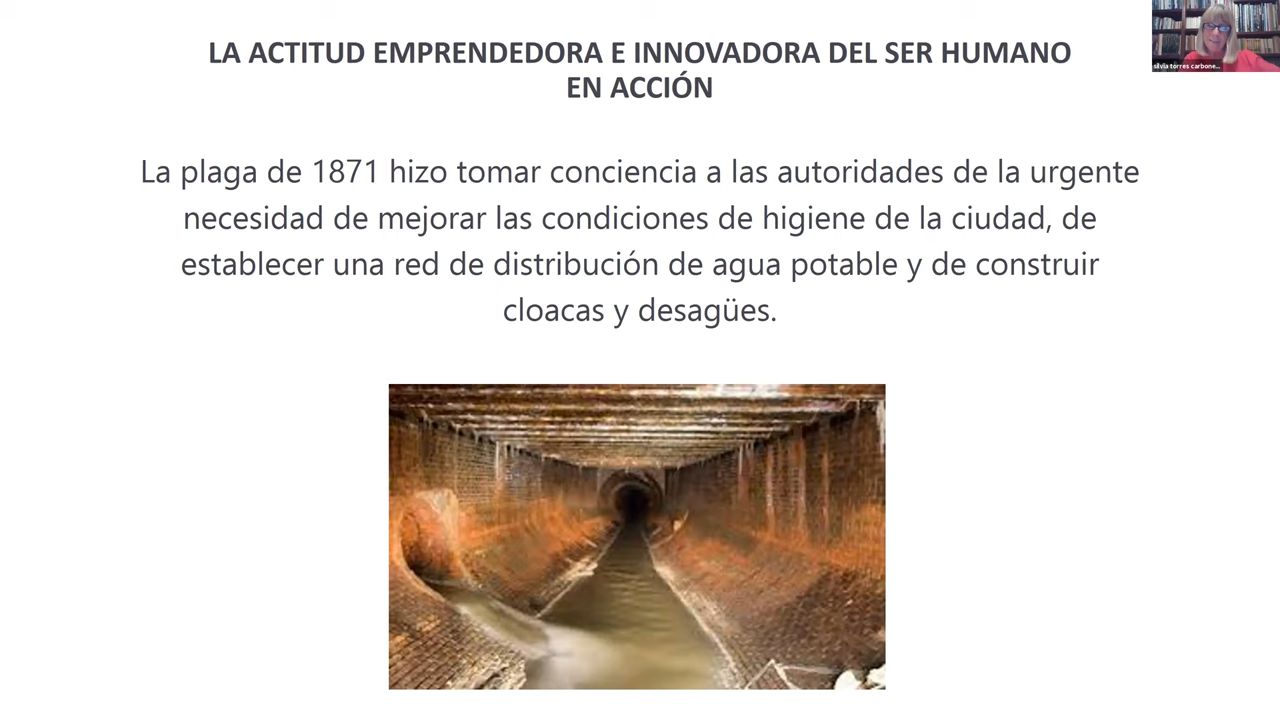 LA ACTITUD EMPRENDEDORA E INNOVADORA DEL SER HUMANO
EN ACCIÓN
La plaga de 1871 hizo tomar conciencia a las autoridades de la urgente
necesidad de mejorar las condiciones de higiene de la ciudad, de
establecer una red de distribución de agua potable y de construir
cloacas y desagües.
silvia torres carbone...